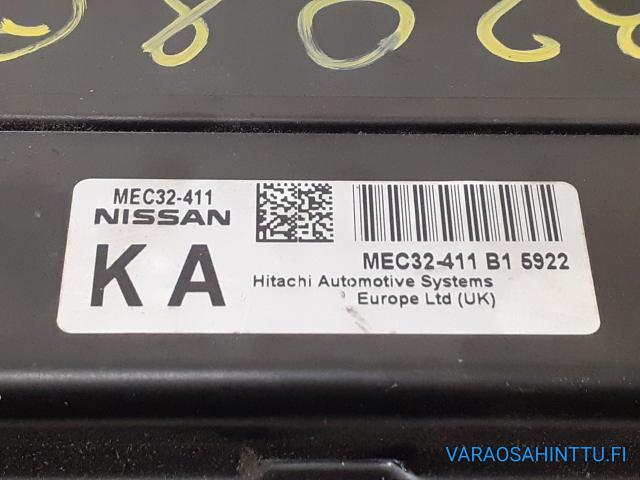 MEC32-411
NISSAN
KA
MEC32-411 B1 5922
Hitachi Automotive Systems
Europe Ltd (UK)
VARAOSAHINTTU.FI